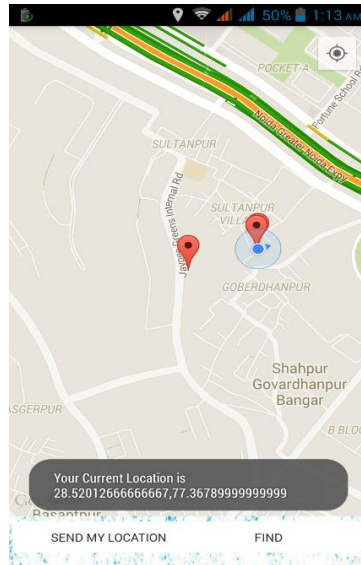 50% 1:13 AM
POCKET-A
Fortune School Rd
Noida-Greater Noida Expy
SULTANPUR
Jaypee Greens Internal Rd
SULTANPUR
GOBERDHANPUR
Shahpur
Govardhanpur
Bangar
ASGERPUR
B BLO
Your Current Location is
28.52012666666667,77.36789999999999
Basantpur
SEND MY LOCATION FIND